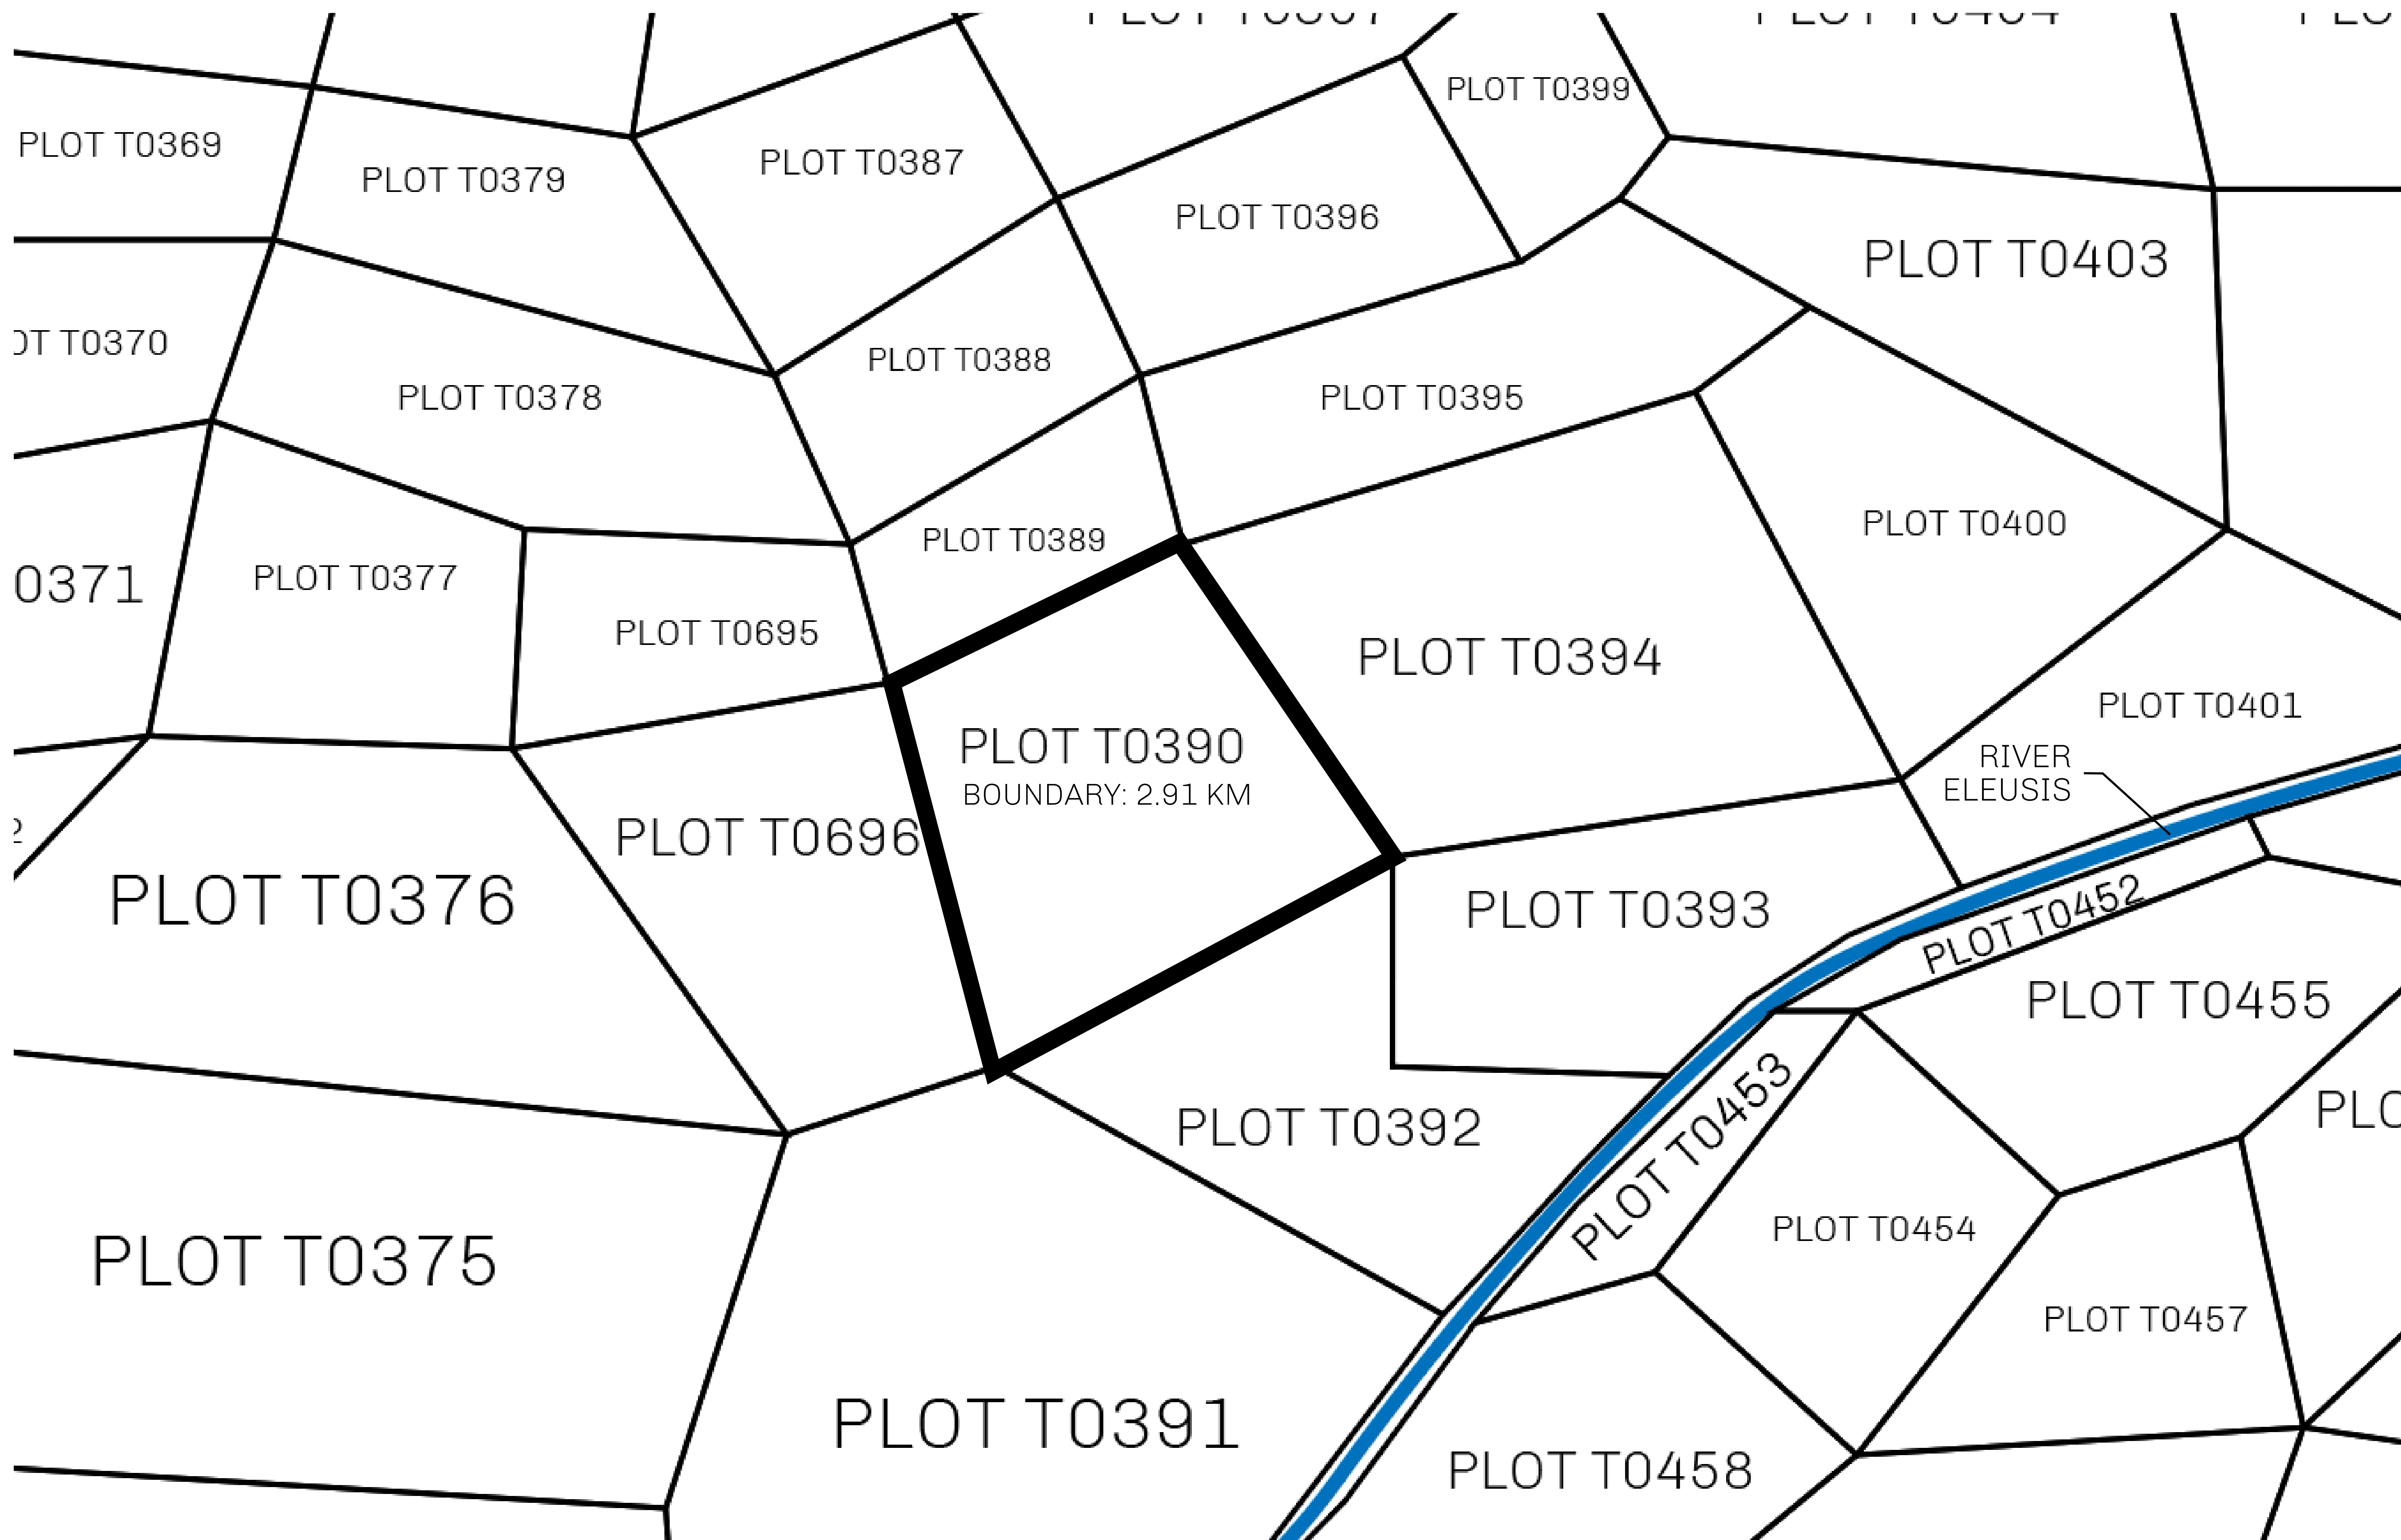 PLOT T0399
PLOT T0369
PLOT T0387
PLOT T0379
PLOT T0396
PLOT T0403
T0370
PLOT T0388
PLOT T0378
PLOT T0395
PLOT T0400
PLOT T0389
PLOT T0377
0371
PLOT T0695
PLOT T0394
PLOT T0401
PLOT T0390
BOUNDARY: 2.91 KM
RIVER
ELEUSIS
PLOT T0696
PLOT T0376
PLOT T0393
PLOT T0452
PLOT T0455
PLOT T0392
PLOT T0453
PLOT T0454
PLOT T0375
PLOT T0457
PLOT T0391
PLOT T0458